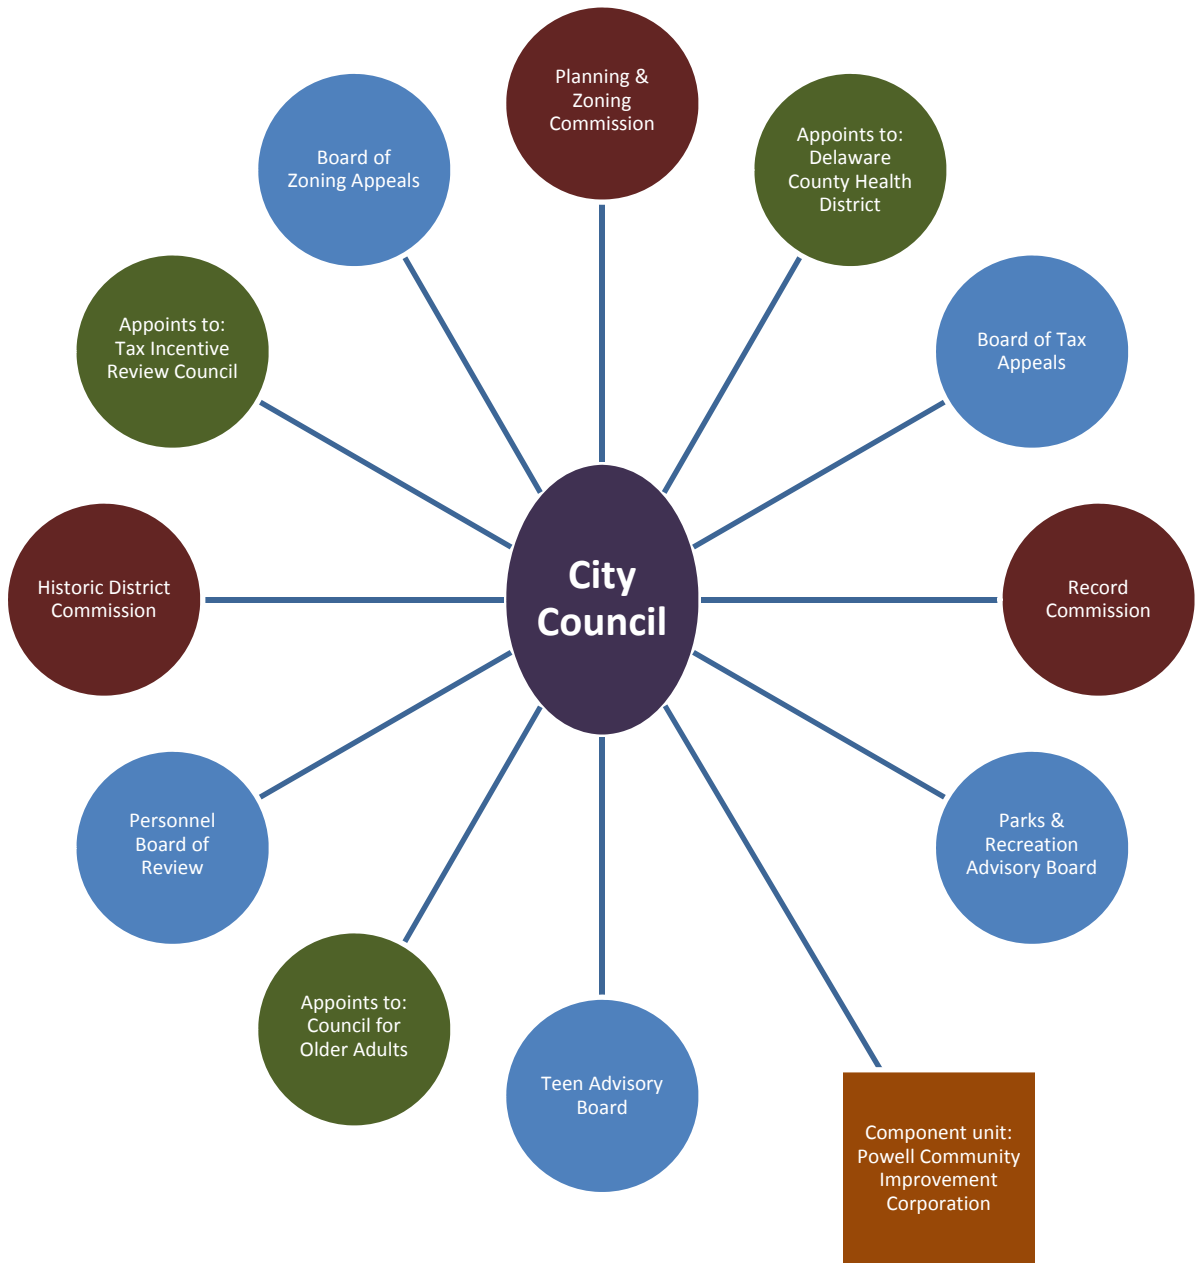 Planning &
Zoning
Commission
Appoints to:
Delaware
County Health
District
Board of
Zoning Appeals
Board of Tax
Appeals
Appoints to:
Tax Incentive
Review Council
City
Council
Historic District
Commission
Record
Commission
Personnel
Board of
Review
Parks &
Recreation
Advisory Board
Appoints to:
Council for
Older Adults
Teen Advisory
Board
Component unit:
Powell Community
Improvement
Corporation